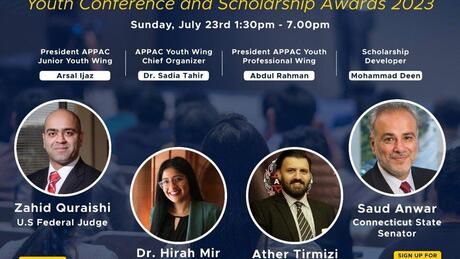 Youth Conference and Scholarship Awards 2023
Sunday, July 23rd 1:30pm - 7.00pm
President APPAC
Junior Youth Wing
Arsal Ijaz
APPAC Youth Wing
Chief Organizer
Dr. Sadia Tahir
President APPAC Youth
Professional Wing
Abdul Rahman
Scholarship
Developer
Mohammad Deen
Zahid Quraishi
U.S Federal Judge
Dr. Hirah Mir
Ather Tirmizi
Saud Anwar
Connecticut State
Senator
SIGN UP FOR